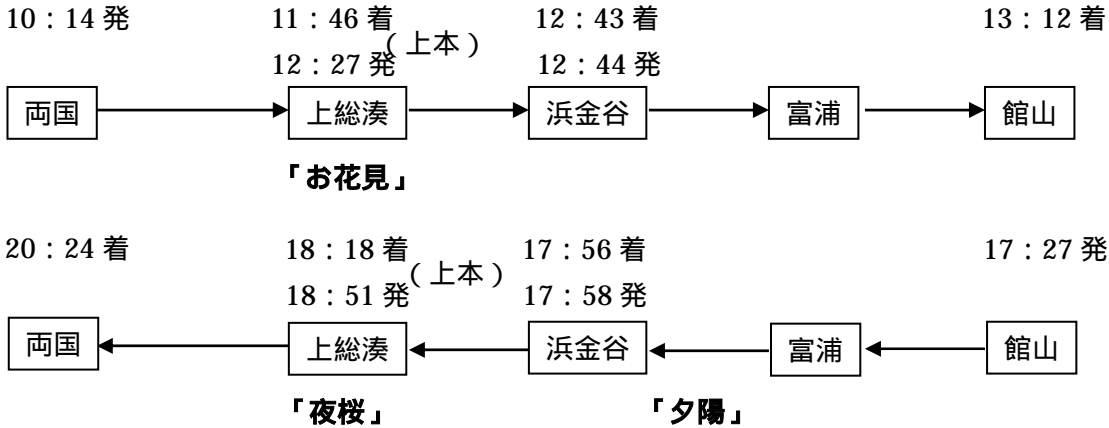 10：14 発 11：46 着 12：43 着 13：12 着
（上本）
12：27 発 12：44 発
両国 上総湊 浜金谷 富浦 館山
「お花見」
20：24 着 18：18 着 17：56 着 17：27 発
（上本）
18：51 発 17：58 発
両国 上総湊 浜金谷 富浦 館山
「夜桜」 「夕陽」